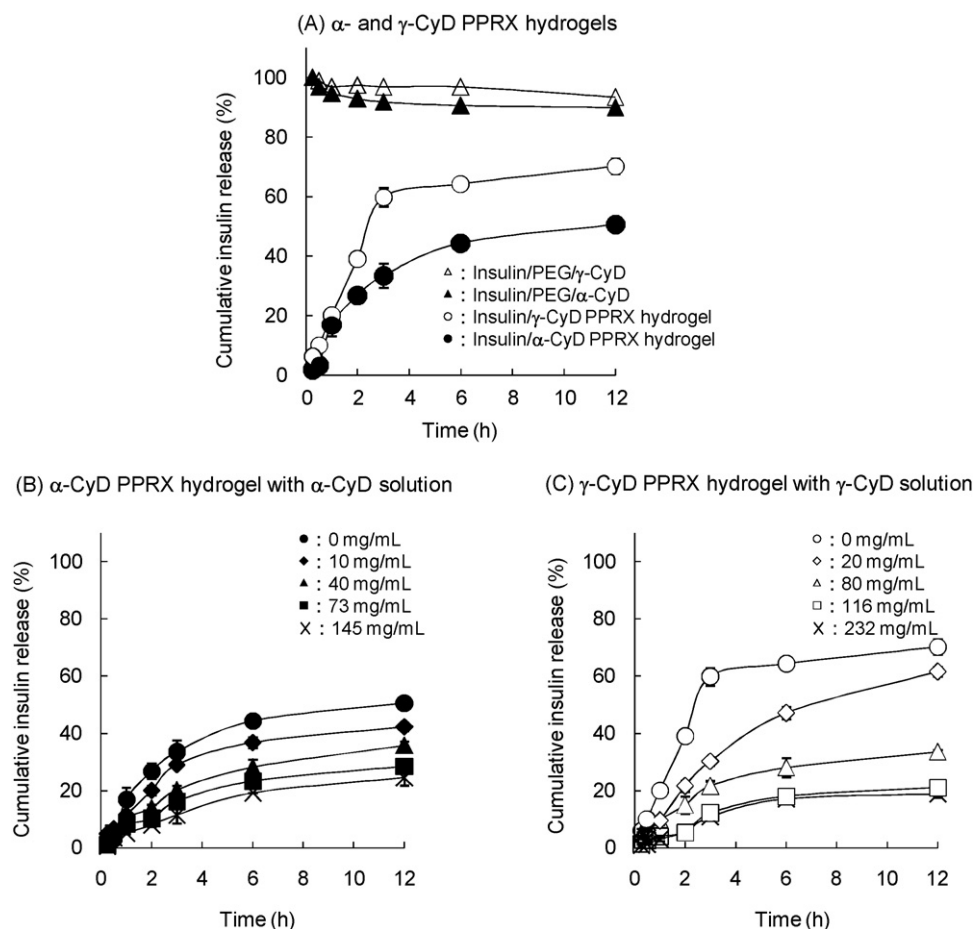 (A) α- and γ-CyD PPRX hydrogels
Cumulative insulin release (%)
100
80
60
40
20
0
△ : Insulin/PEG/γ-CyD
▲ : Insulin/PEG/α-CyD
○ : Insulin/γ-CyD PPRX hydrogel
● : Insulin/α-CyD PPRX hydrogel
0 2 4 6 8 10 12
Time (h)
(B) α-CyD PPRX hydrogel with α-CyD solution
Cumulative insulin release (%)
100
80
60
40
20
0
● : 0 mg/mL
◆ : 10 mg/mL
▲ : 40 mg/mL
■ : 73 mg/mL
× : 145 mg/mL
0 2 4 6 8 10 12
Time (h)
(C) γ-CyD PPRX hydrogel with γ-CyD solution
Cumulative insulin release (%)
100
80
60
40
20
0
○ : 0 mg/mL
◇ : 20 mg/mL
△ : 80 mg/mL
□ : 116 mg/mL
× : 232 mg/mL
0 2 4 6 8 10 12
Time (h)